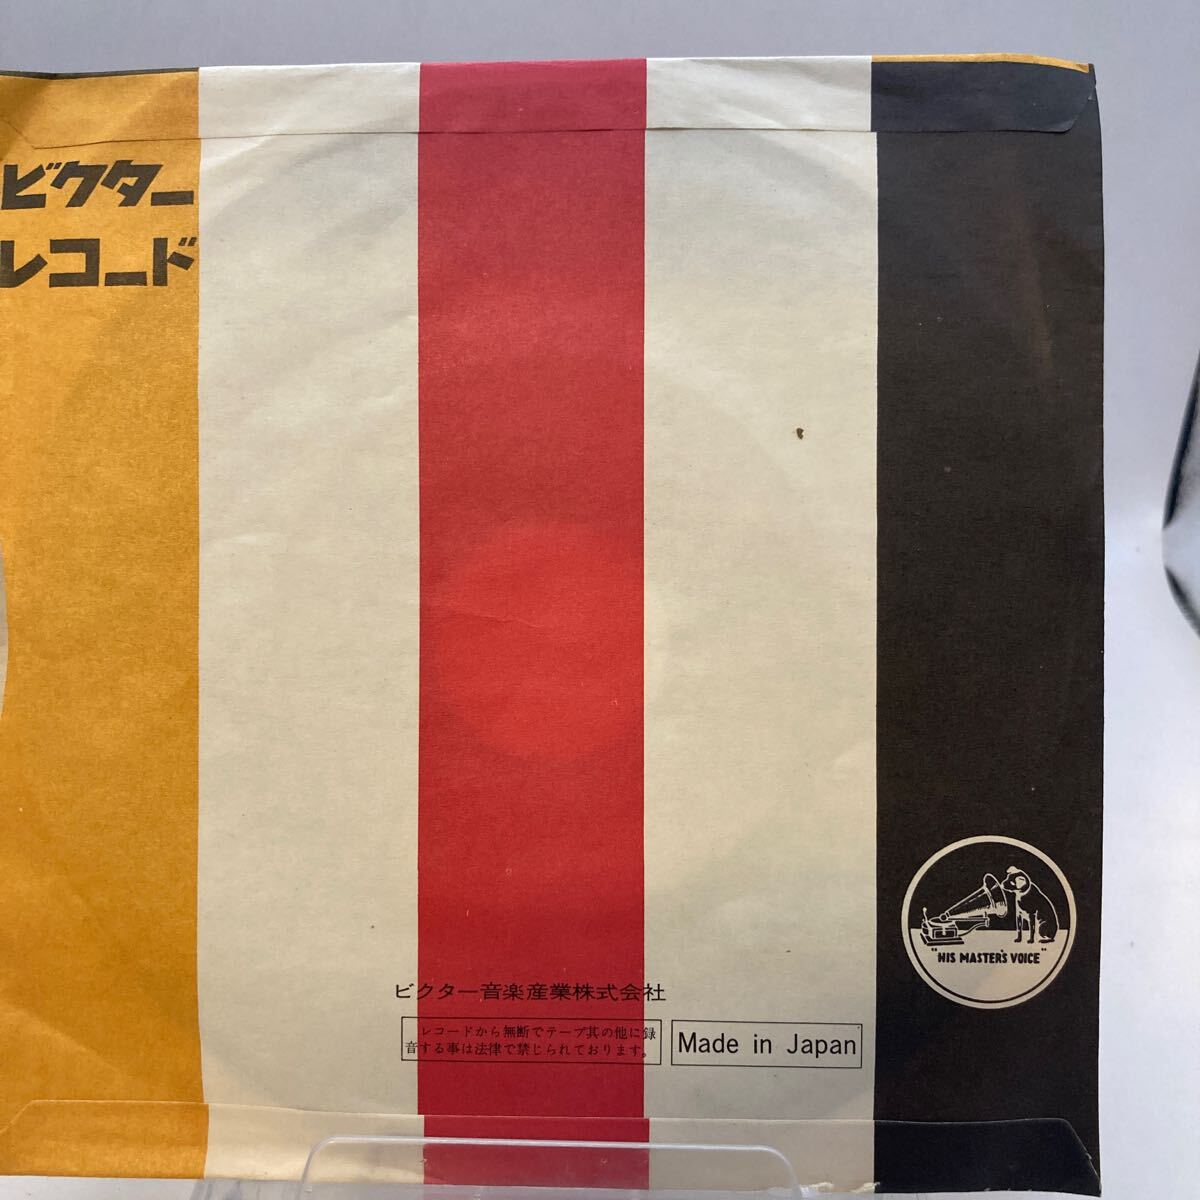 ビクター
レコード
"HIS MASTER'S VOICE"
ビクター音楽産業株式会社
レコードから無断でテープ其の他に録
音する事は法律で禁じられております。
Made in Japan